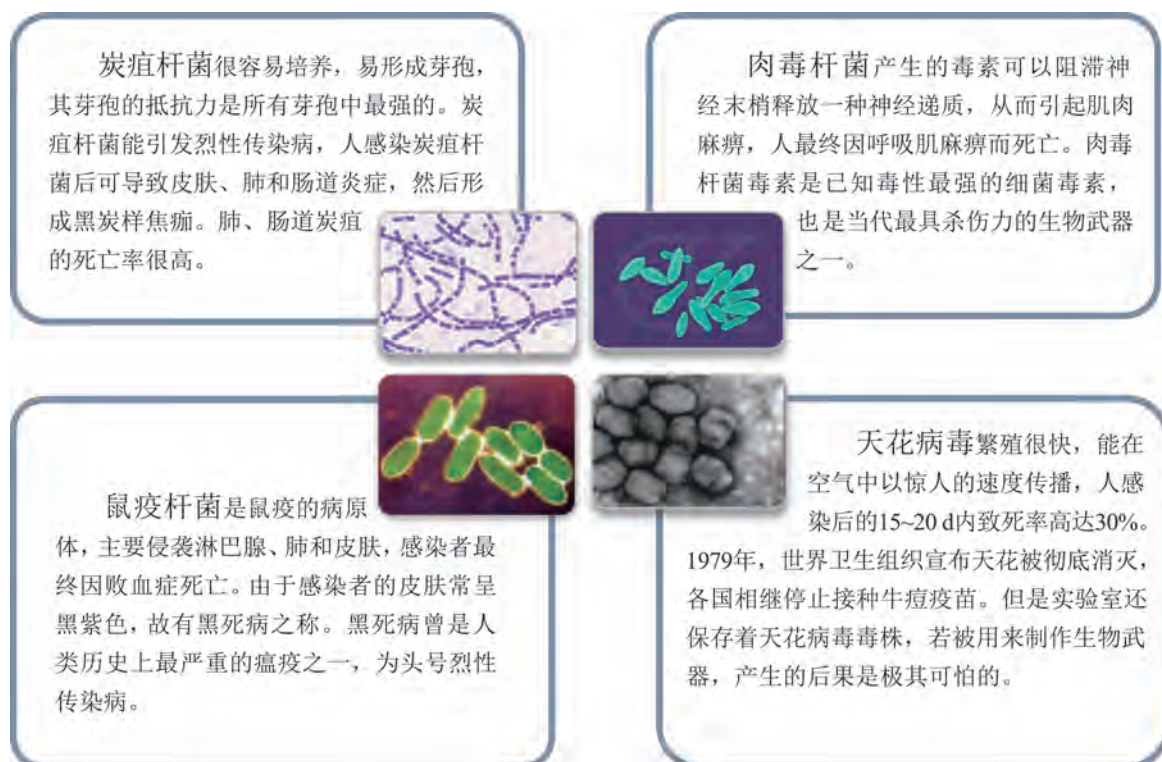 炭疽杆菌很容易培养，易形成芽孢，
其芽孢的抵抗力是所有芽孢中最强的。炭
疽杆菌能引发烈性传染病，人感染炭疽杆
菌后可导致皮肤、肺和肠道炎症，然后形
成黑炭样焦痂。肺、肠道炭疽
的死亡率很高。
肉毒杆菌产生的毒素可以阻滞神
经末梢释放一种神经递质，从而引起肌肉
麻痹，人最终因呼吸肌麻痹而死亡。肉毒
杆菌毒素是已知毒性最强的细菌毒素，
也是当代最具杀伤力的生物武器
之一。
鼠疫杆菌是鼠疫的病原
体，主要侵袭淋巴腺、肺和皮肤，感染者最
终因败血症死亡。由于感染者的皮肤常呈
黑紫色，故有黑死病之称。黑死病曾是人
类历史上最严重的瘟疫之一，为头号烈性
传染病。
天花病毒繁殖很快，能在
空气中以惊人的速度传播，人感
染后的15~20 d内致死率高达30%。
1979年，世界卫生组织宣布天花被彻底消灭，
各国相继停止接种牛痘疫苗。但是实验室还
保存着天花病毒毒株，若被用来制作生物武
器，产生的后果是极其可怕的。